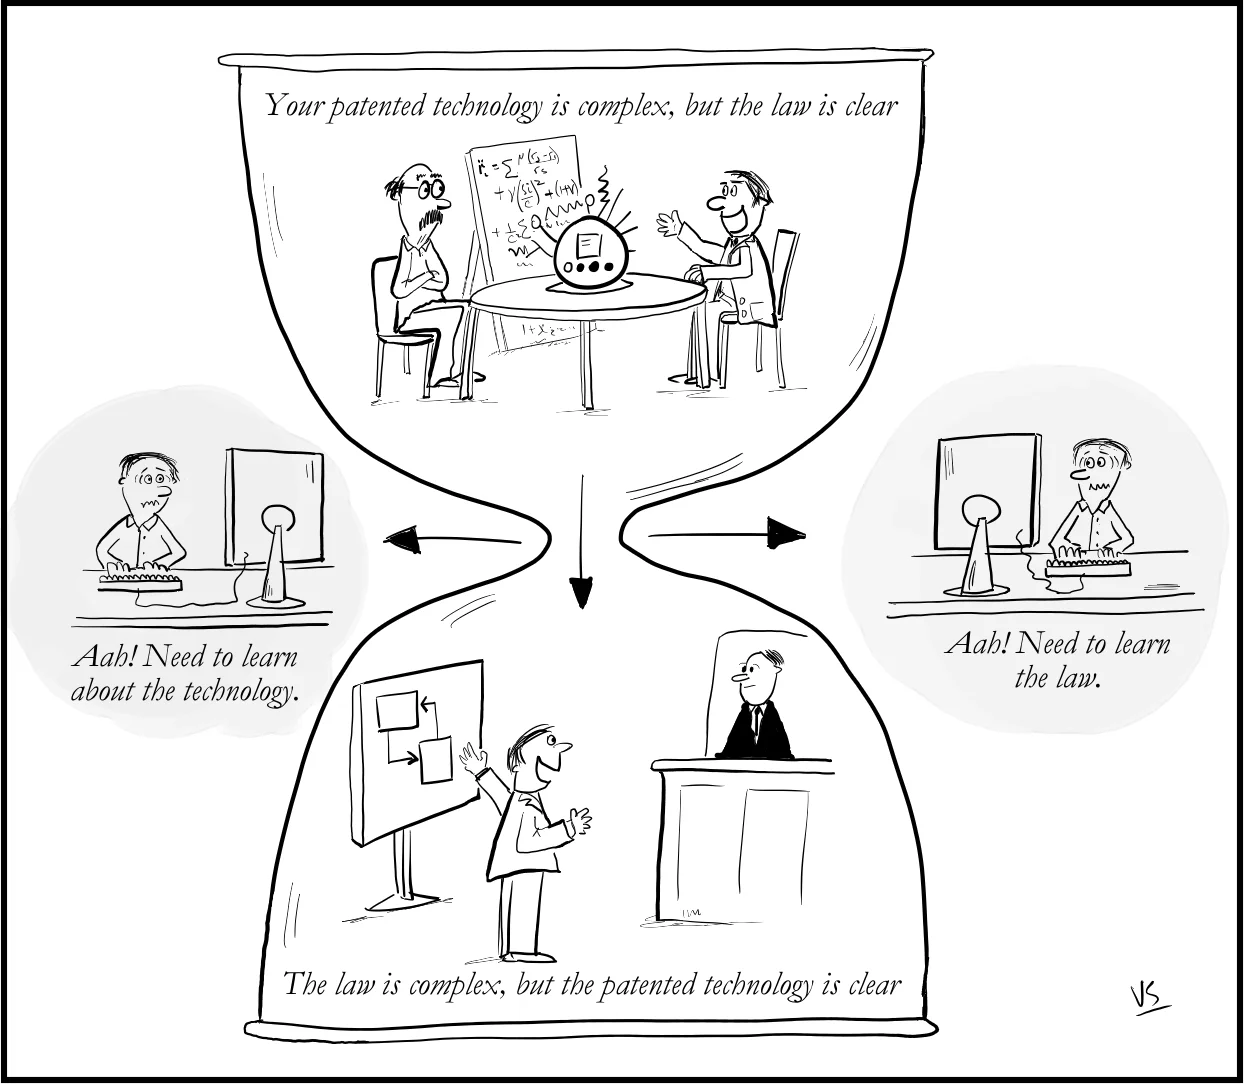 Your patented technology is complex, but the law is clear
Aah! Need to learn
about the technology.
Aah! Need to learn
the law.
The law is complex, but the patented technology is clear
VS